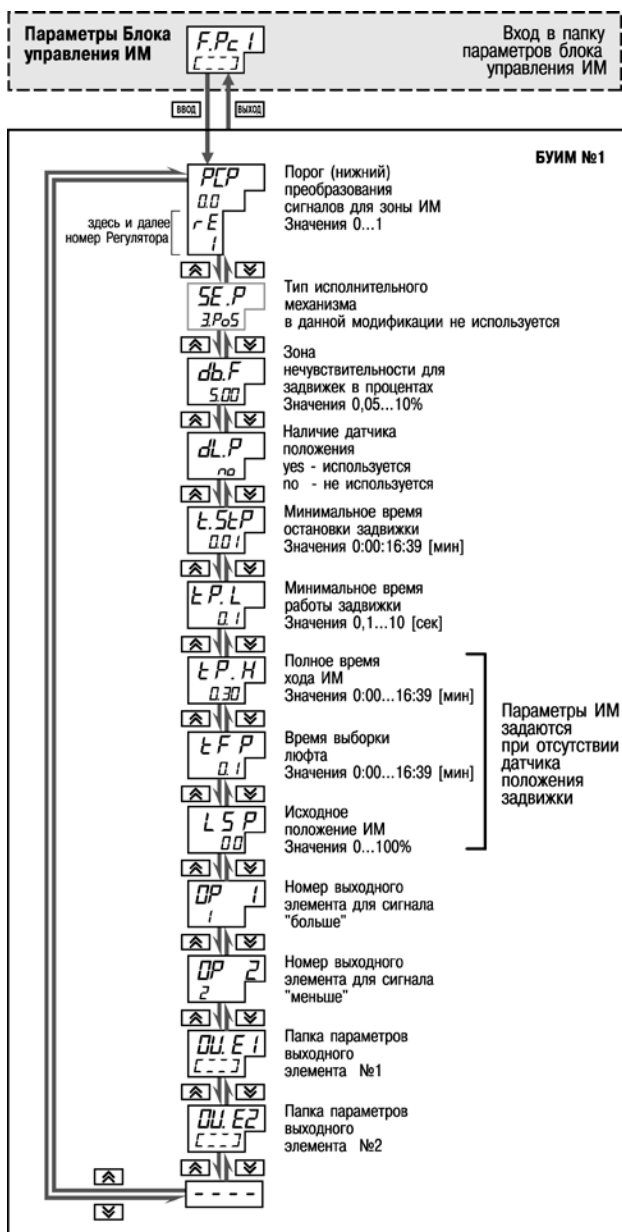 Параметры Блока
управления ИМ
F.Pc 1
[---]
Вход в папку
параметров блока
управления ИМ
ВВОД
ВЫХОД
БУИМ №1
PCP
0.0
rE
1
здесь и далее
номер Регулятора
Порог (нижний)
преобразования
сигналов для зоны ИМ
Значения 0...1
SE.P
3.PoS
Тип исполнительного
механизма
в данной модификации не используется
db.F
5.00
Зона
нечувствительности для
задвижек в процентах
Значения 0,05...10%
dL.P
no
Наличие датчика
положения
yes - используется
no - не используется
t.StP
0.01
Минимальное время
остановки задвижки
Значения 0:00:16:39 [мин]
tP.L
0.1
Минимальное время
работы задвижки
Значения 0,1...10 [сек]
tP.H
0.30
Полное время
хода ИМ
Значения 0:00...16:39 [мин]
tFP
0.1
Время выборки
люфта
Значения 0:00...16:39 [мин]
LSP
00
Исходное
положение ИМ
Значения 0...100%
Параметры ИМ
задаются
при отсутствии
датчика
положения
задвижки
OP 1
1
Номер выходного
элемента для сигнала
"больше"
OP 2
2
Номер выходного
элемента для сигнала
"меньше"
OU.E1
[---]
Папка параметров
выходного
элемента №1
OU.E2
[---]
Папка параметров
выходного
элемента №2
----